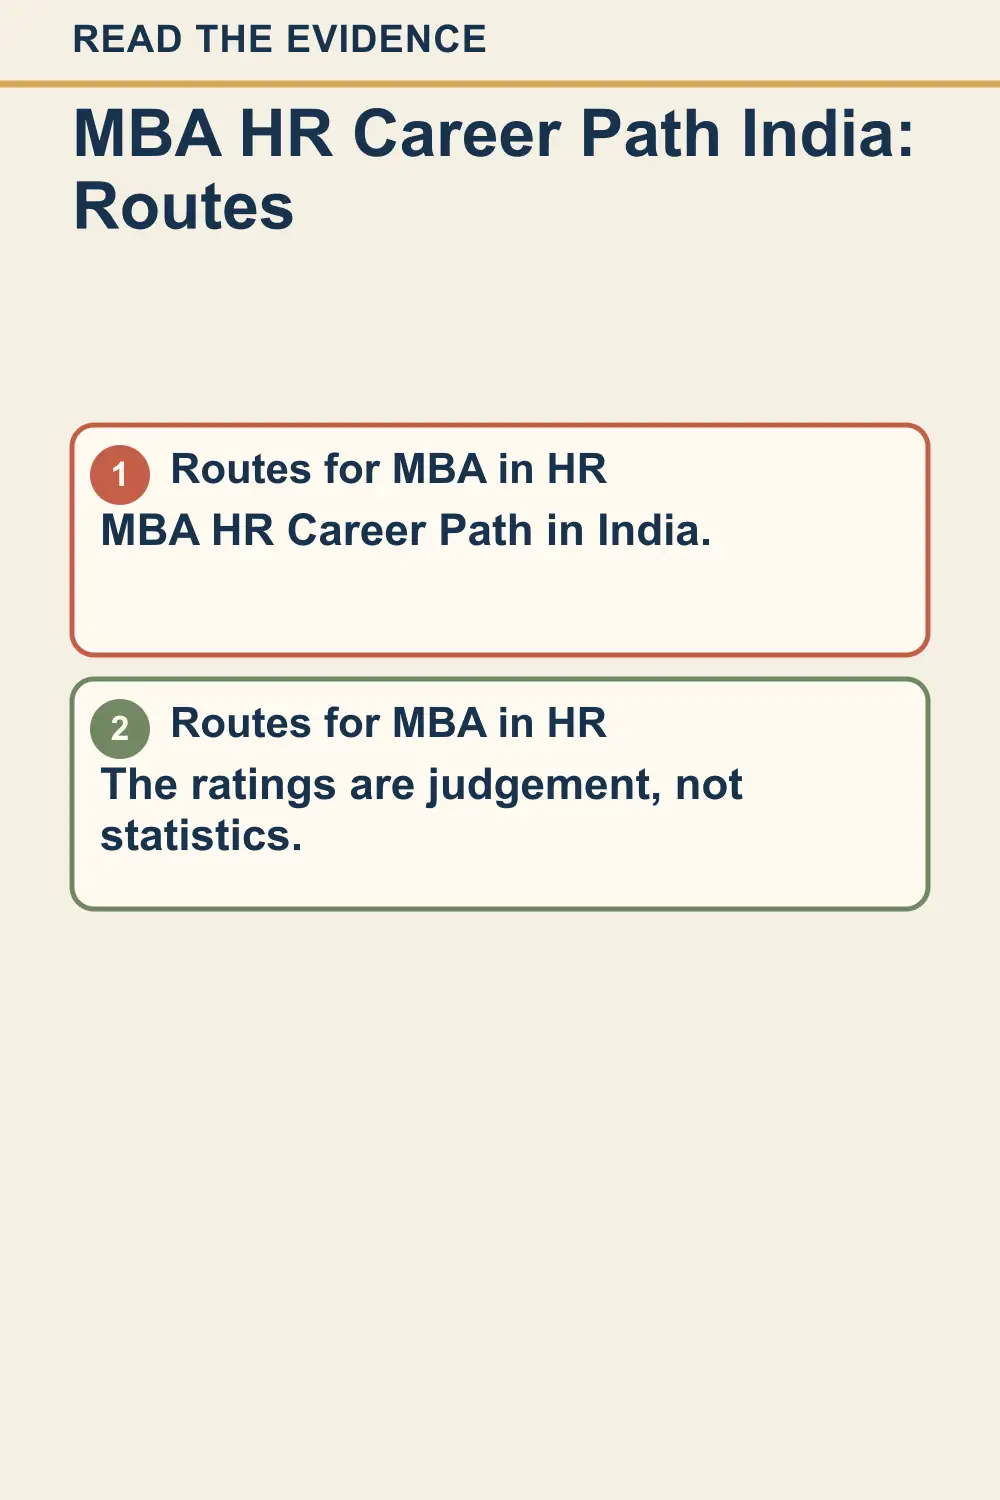 READ THE EVIDENCE
MBA HR Career Path India:
Routes
1
Routes for MBA in HR
MBA HR Career Path in India.
2
Routes for MBA in HR
The ratings are judgement, not
statistics.